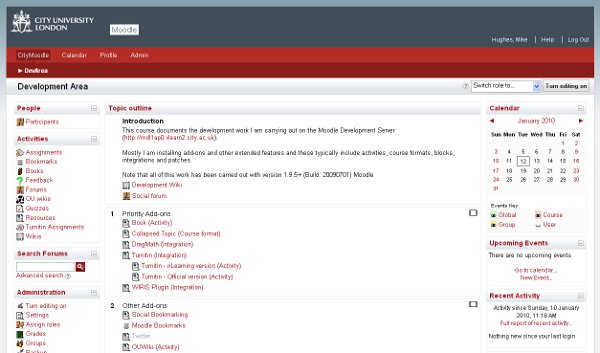 CITY UNIVERSITY
LONDON
Moodle
Hughes, Mike | Help | Log Out
CityMoodle Calendar Profile Admin
► DevArea
Development Area
Switch role to...
Turn editing on
People
Participants
Activities
Assignments
Bookmarks
Books
Feedback
Forums
OU wikis
Quizzes
Resources
Turnitin Assignments
Wikis
Search Forums
Advanced search
Administration
Turn editing on
Settings
Assign roles
Grades
Groups
Backup
Topic outline
Introduction
This course documents the development work I am carrying out on the Moodle Development Server
Mostly I am installing add-ons and other extended features and these typically include activities, course formats, blocks,
integrations and patches.
Note that all of this work has been carried out with version 1.9.5+ (Build: 20090701) Moodle
Development Wiki
Social forum
1 Priority Add-ons
Book (Activity)
Collapsed Topic (Course format)
DragMath (Integration)
Turnitin (Integration)
Turnitin - nLearning version (Activity)
Turnitin - Official version (Activity)
WIRIS Plugin (Integration)
2 Other Add-ons
Social Bookmarking
Moodle Bookmarks
Twitter
OUWiki (Activity)
Calendar
◄ January 2010 ►
Sun Mon Tue Wed Thu Fri Sat
1 2
3 4 5 6 7 8 9
10 11 12 13 14 15 16
17 18 19 20 21 22 23
24 25 26 27 28 29 30
31
Events Key
Global Course
Group User
Upcoming Events
There are no upcoming events
Go to calendar...
New Event...
Recent Activity
Activity since Sunday, 10 January
2010, 11:18 AM
Full report of recent activity...
Nothing new since your last
login